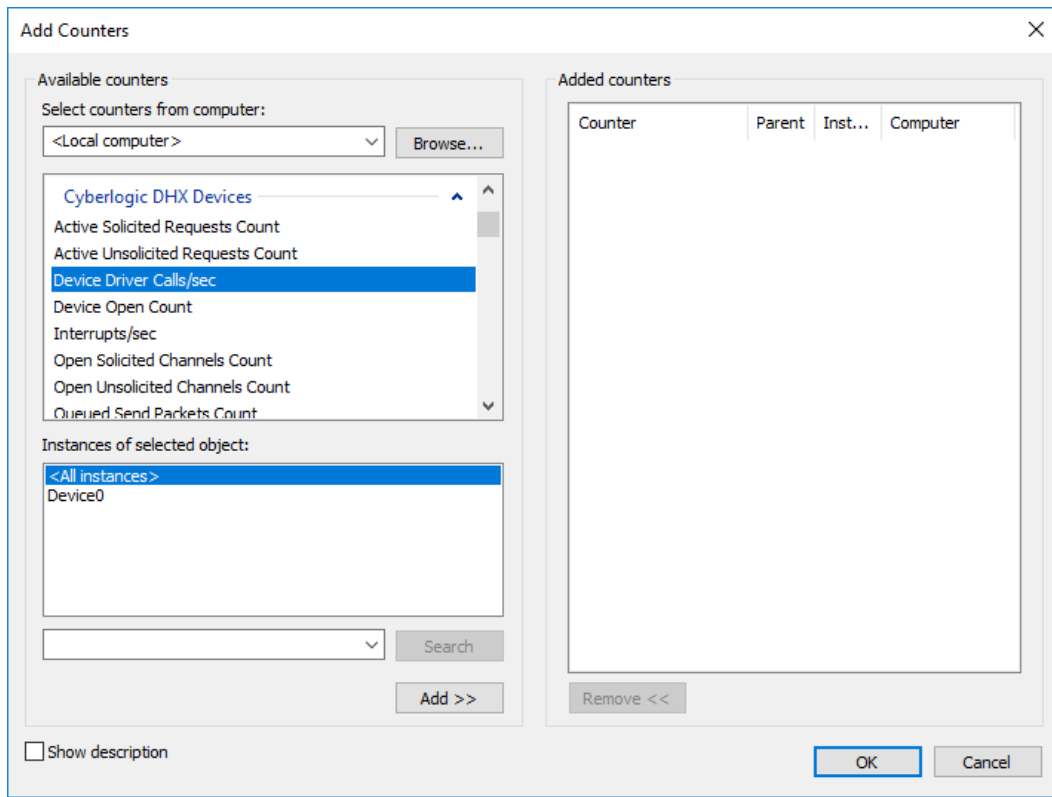 Add Counters
Available counters
Select counters from computer:
<Local computer>
Browse...
Cyberlogic DHX Devices
Active Solicited Requests Count
Active Unsolicited Requests Count
Device Driver Calls/sec
Device Open Count
Interrupts/sec
Open Solicited Channels Count
Open Unsolicited Channels Count
Queued Send Packets Count
Instances of selected object:
<All instances>
Device0
Search
Add >>
Show description
Added counters
Counter Parent Inst... Computer
Remove <<
OK Cancel